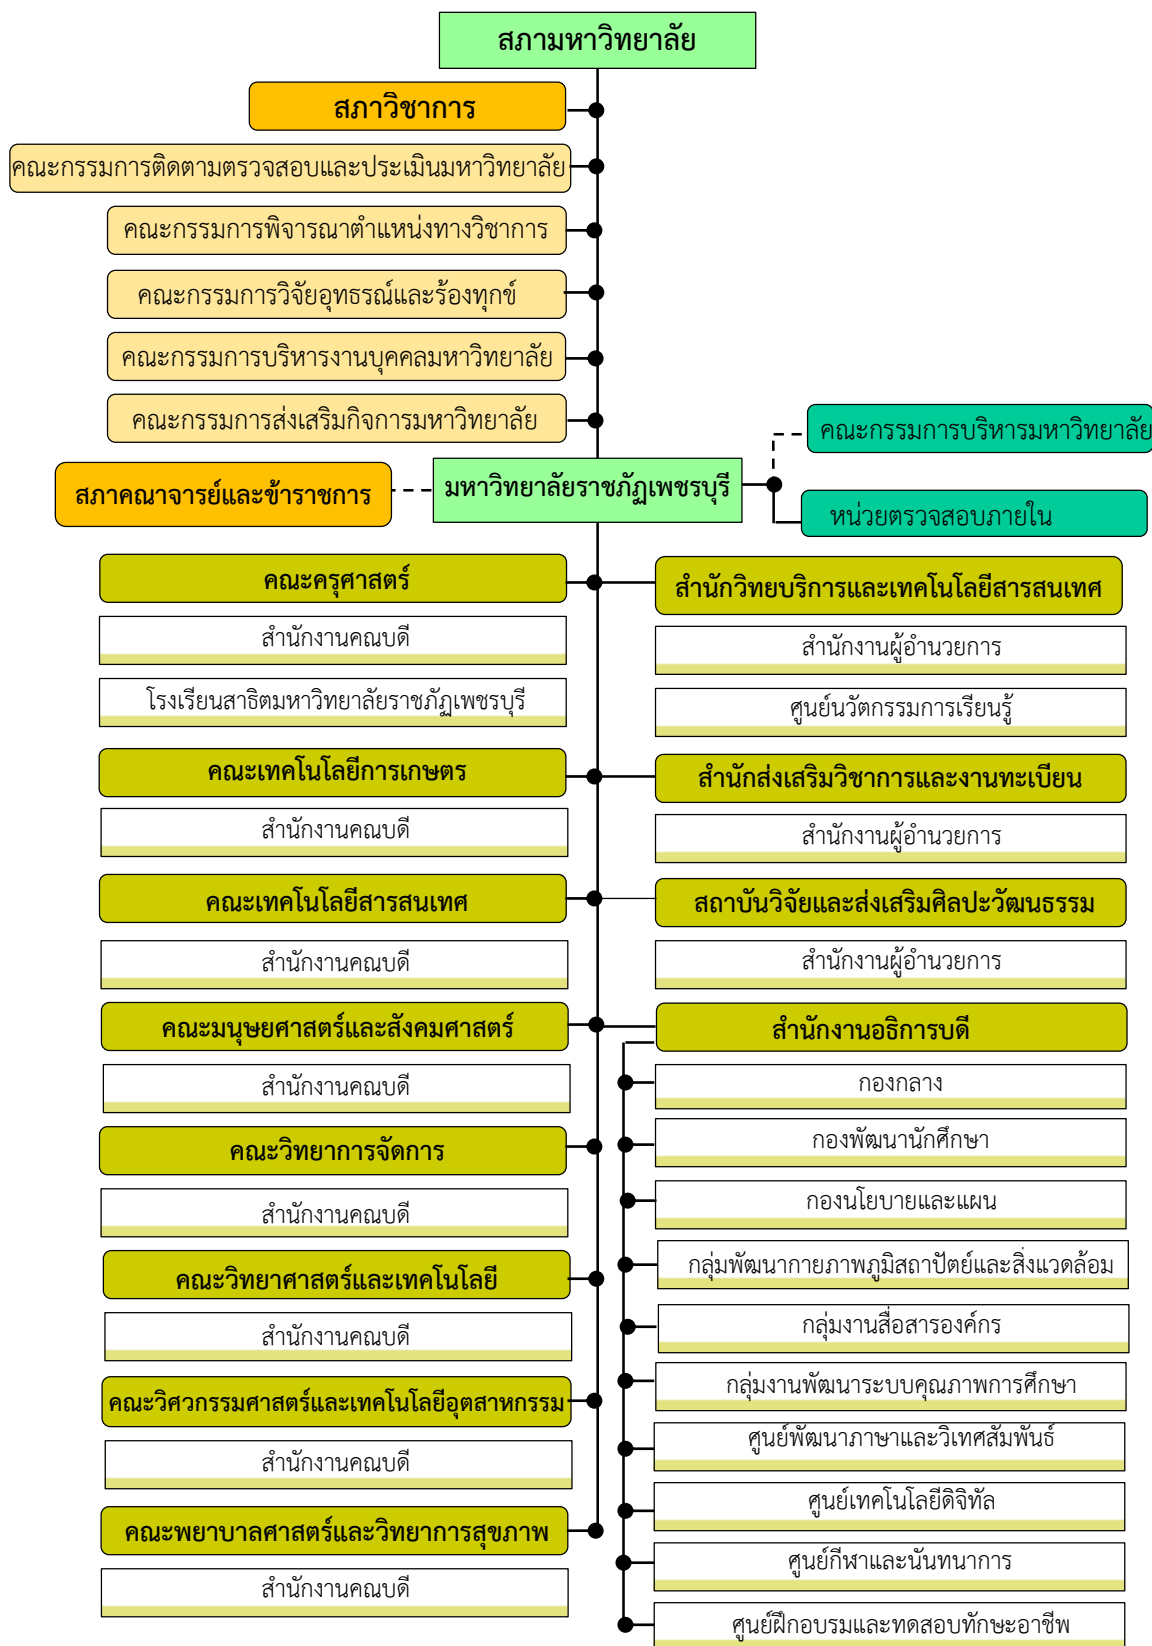 สภามหาวิทยาลัย
สภาวิชาการ
คณะกรรมการติดตามตรวจสอบและประเมินมหาวิทยาลัย
คณะกรรมการพิจารณาตำแหน่งทางวิชาการ
คณะกรรมการวิจัยอุทธรณ์และร้องทุกข์
คณะกรรมการบริหารงานบุคคลมหาวิทยาลัย
คณะกรรมการส่งเสริมกิจการมหาวิทยาลัย
คณะกรรมการบริหารมหาวิทยาลัย
สภาคณาจารย์และข้าราชการ
มหาวิทยาลัยราชภัฏเพชรบุรี
หน่วยตรวจสอบภายใน
คณะครุศาสตร์
สำนักงานคณบดี
โรงเรียนสาธิตมหาวิทยาลัยราชภัฏเพชรบุรี
คณะเทคโนโลยีการเกษตร
สำนักงานคณบดี
คณะเทคโนโลยีสารสนเทศ
สำนักงานคณบดี
คณะมนุษยศาสตร์และสังคมศาสตร์
สำนักงานคณบดี
คณะวิทยาการจัดการ
สำนักงานคณบดี
คณะวิทยาศาสตร์และเทคโนโลยี
สำนักงานคณบดี
คณะวิศวกรรมศาสตร์และเทคโนโลยีอุตสาหกรรม
สำนักงานคณบดี
คณะพยาบาลศาสตร์และวิทยาการสุขภาพ
สำนักงานคณบดี
สำนักวิทยบริการและเทคโนโลยีสารสนเทศ
สำนักงานผู้อำนวยการ
ศูนย์นวัตกรรมการเรียนรู้
สำนักส่งเสริมวิชาการและงานทะเบียน
สำนักงานผู้อำนวยการ
สถาบันวิจัยและส่งเสริมศิลปะวัฒนธรรม
สำนักงานผู้อำนวยการ
สำนักงานอธิการบดี
กองกลาง
กองพัฒนานักศึกษา
กองนโยบายและแผน
กลุ่มพัฒนากายภาพภูมิสถาปัตย์และสิ่งแวดล้อม
กลุ่มงานสื่อสารองค์กร
กลุ่มงานพัฒนาระบบคุณภาพการศึกษา
ศูนย์พัฒนาภาษาและวิเทศสัมพันธ์
ศูนย์เทคโนโลยีดิจิทัล
ศูนย์กีฬาและนันทนาการ
ศูนย์ฝึกอบรมและทดสอบทักษะอาชีพ